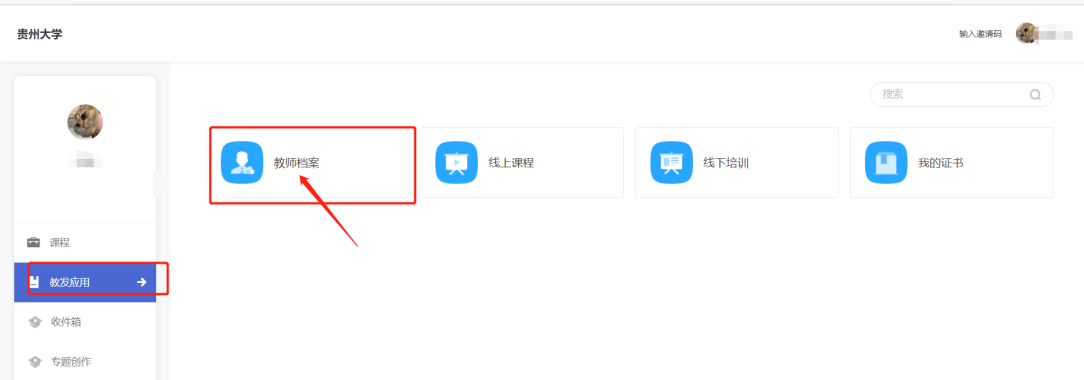 贵州大学
输入邀请码
搜索
教师档案
线上课程
线下培训
我的证书
课程
教发应用
收件箱
专题创作